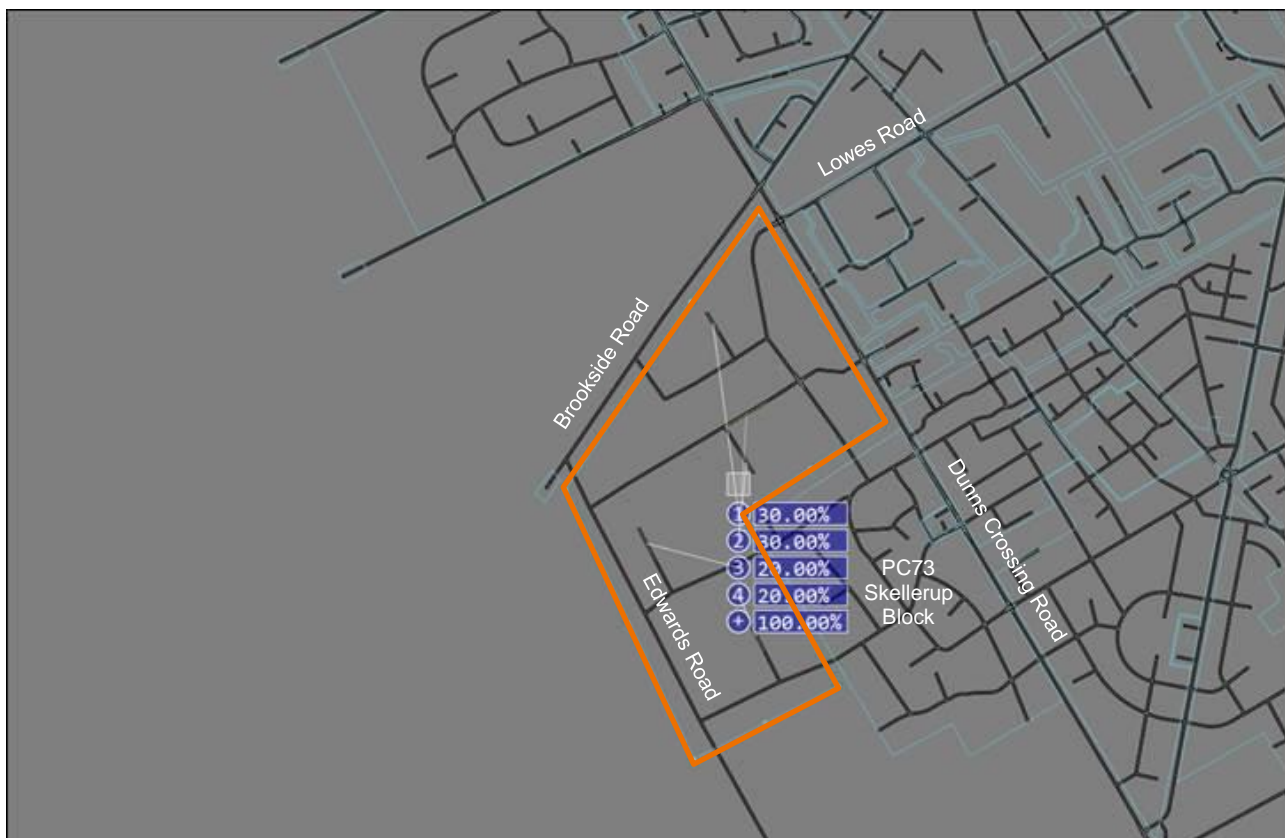 Lowes Road
Brookside Road
1 30.00%
2 30.00%
3 20.00%
4 20.00%
+ 100.00%
PC73
Skellerup
Block
Dunns Crossing Road
Edwards Road